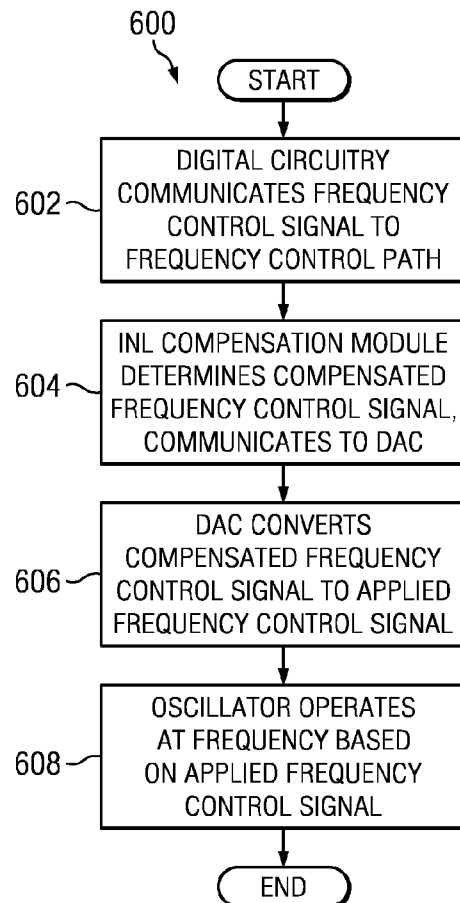 600
START
602
DIGITAL CIRCUITRY
COMMUNICATES FREQUENCY
CONTROL SIGNAL TO
FREQUENCY CONTROL PATH
604
INL COMPENSATION MODULE
DETERMINES COMPENSATED
FREQUENCY CONTROL SIGNAL,
COMMUNICATES TO DAC
606
DAC CONVERTS
COMPENSATED FREQUENCY
CONTROL SIGNAL TO APPLIED
FREQUENCY CONTROL SIGNAL
608
OSCILLATOR OPERATES
AT FREQUENCY BASED
ON APPLIED FREQUENCY
CONTROL SIGNAL
END